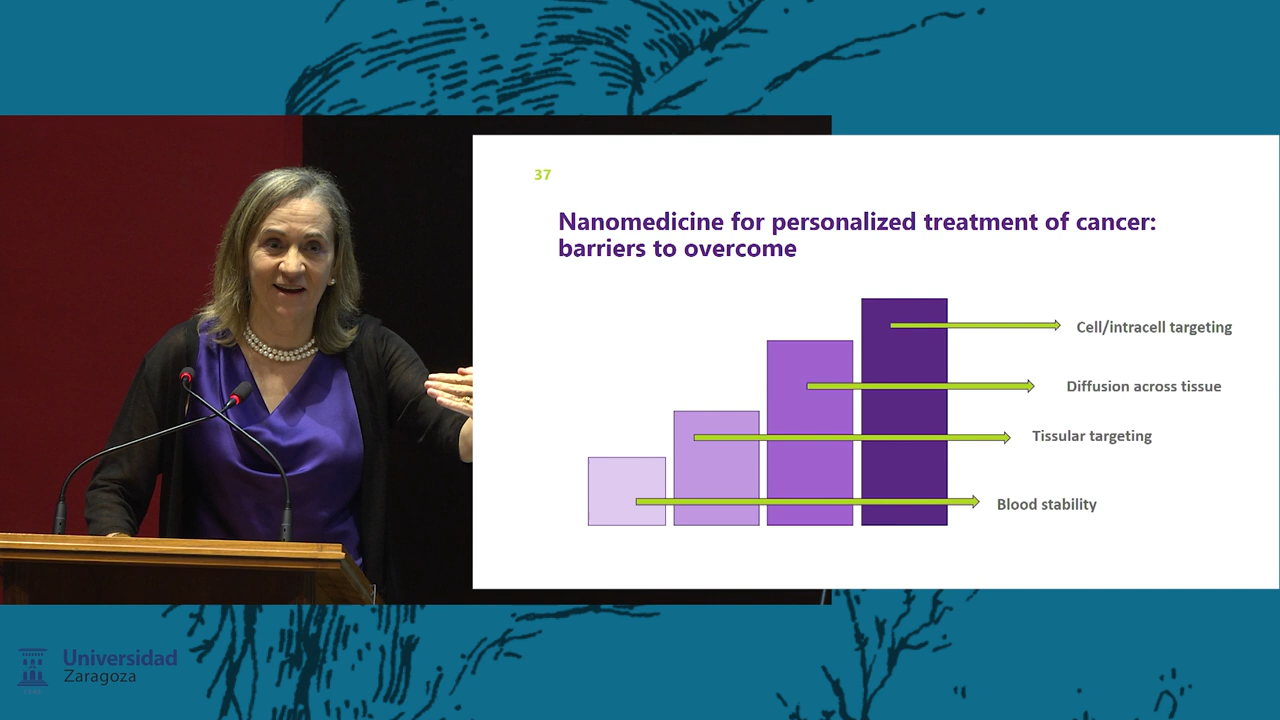 37
Nanomedicine for personalized treatment of cancer:
barriers to overcome
Cell/intracell targeting
Diffusion across tissue
Tissular targeting
Blood stability
Universidad
Zaragoza